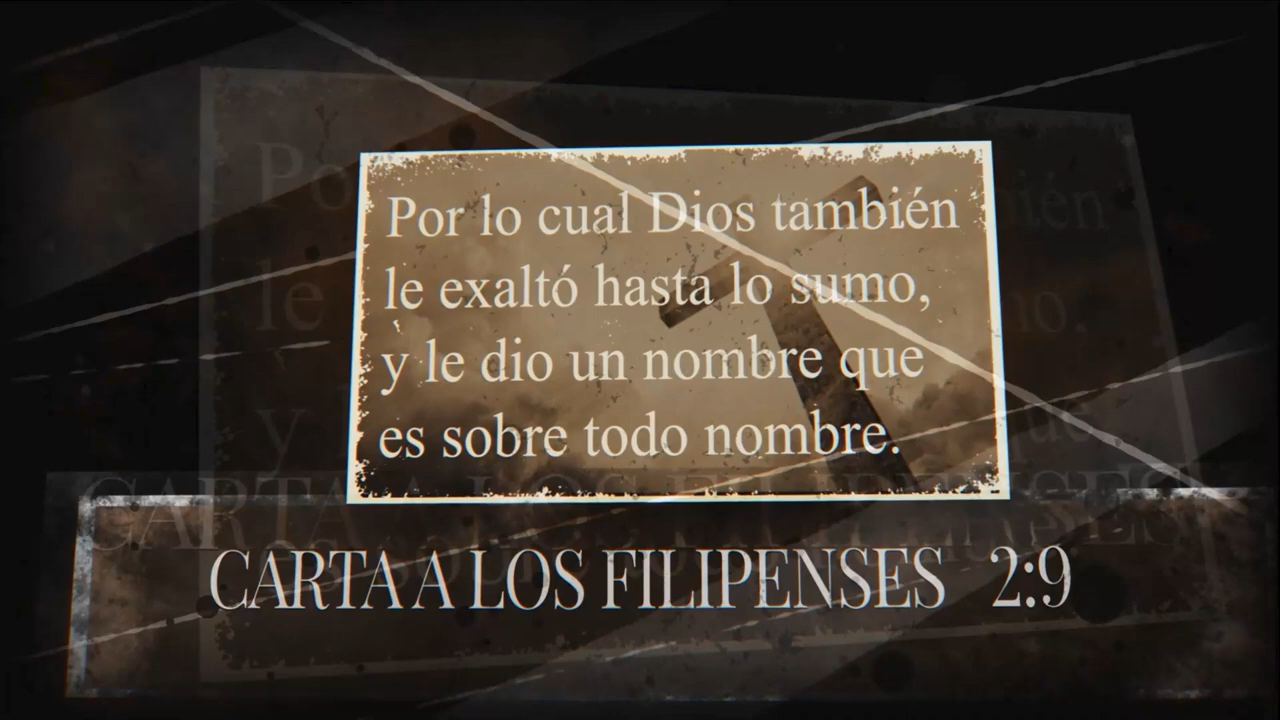 Por lo cual Dios también
le exaltó hasta lo sumo,
y le dio un nombre que
es sobre todo nombre.
CARTA A LOS FILIPENSES 2:9